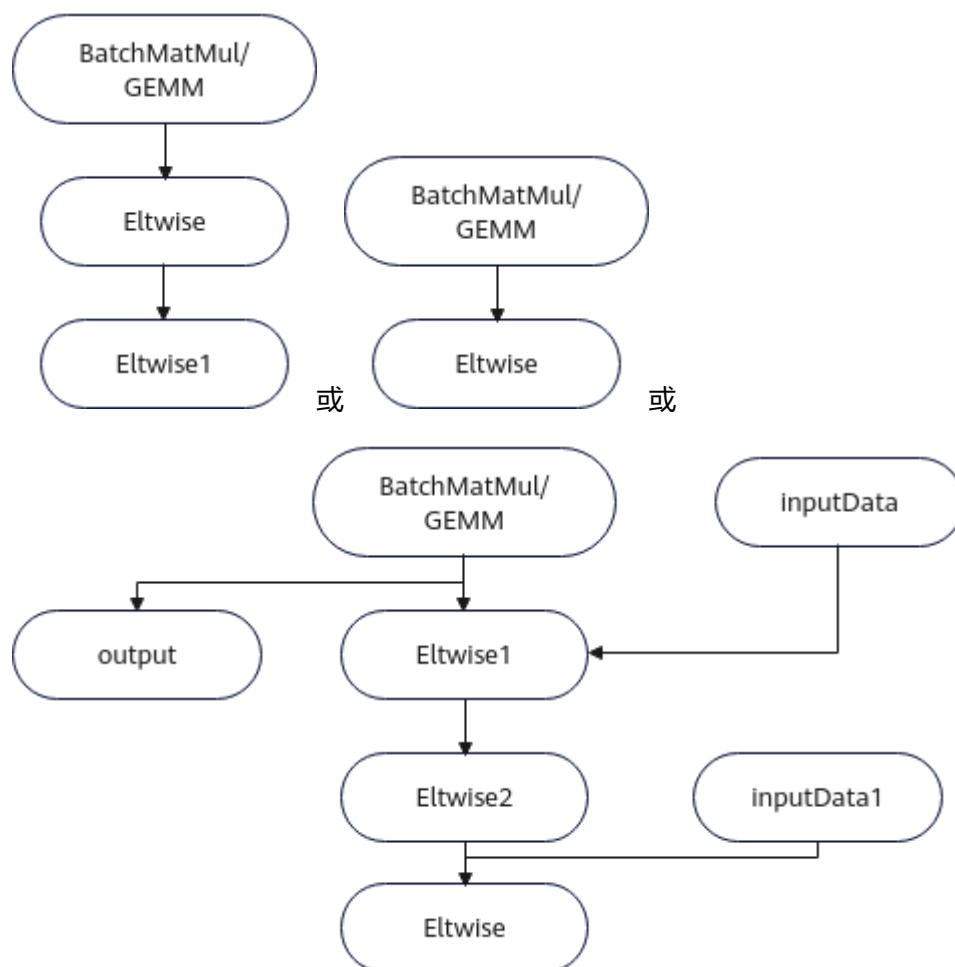 BatchMatMul/
GEMM
Eltwise
Eltwise1
或
BatchMatMul/
GEMM
Eltwise
或
BatchMatMul/
GEMM
inputData
output
Eltwise1
Eltwise2
inputData1
Eltwise